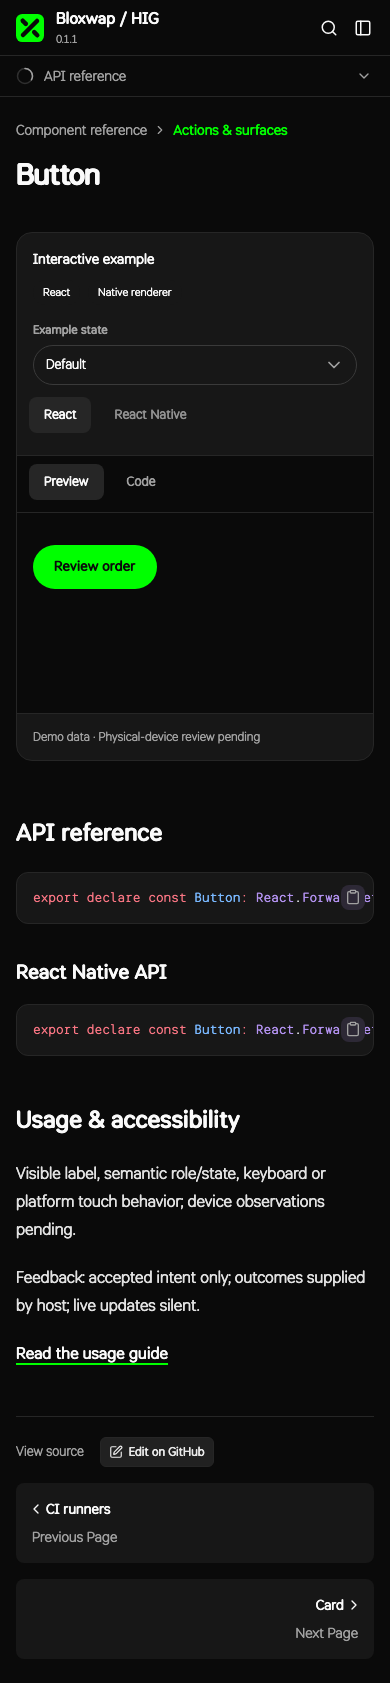 Bloxwap / HIG
0.1.1
API reference
Component reference > Actions & surfaces
Button
Interactive example
React Native renderer
Example state
Default
React React Native
Preview Code
Review order
Demo data · Physical-device review pending
API reference
export declare const Button: React.Forwa
React Native API
export declare const Button: React.Forwa
Usage & accessibility
Visible label, semantic role/state, keyboard or
platform touch behavior; device observations
pending.
Feedback: accepted intent only; outcomes supplied
by host; live updates silent.
Read the usage guide
View source Edit on GitHub
CI runners
Previous Page
Card
Next Page